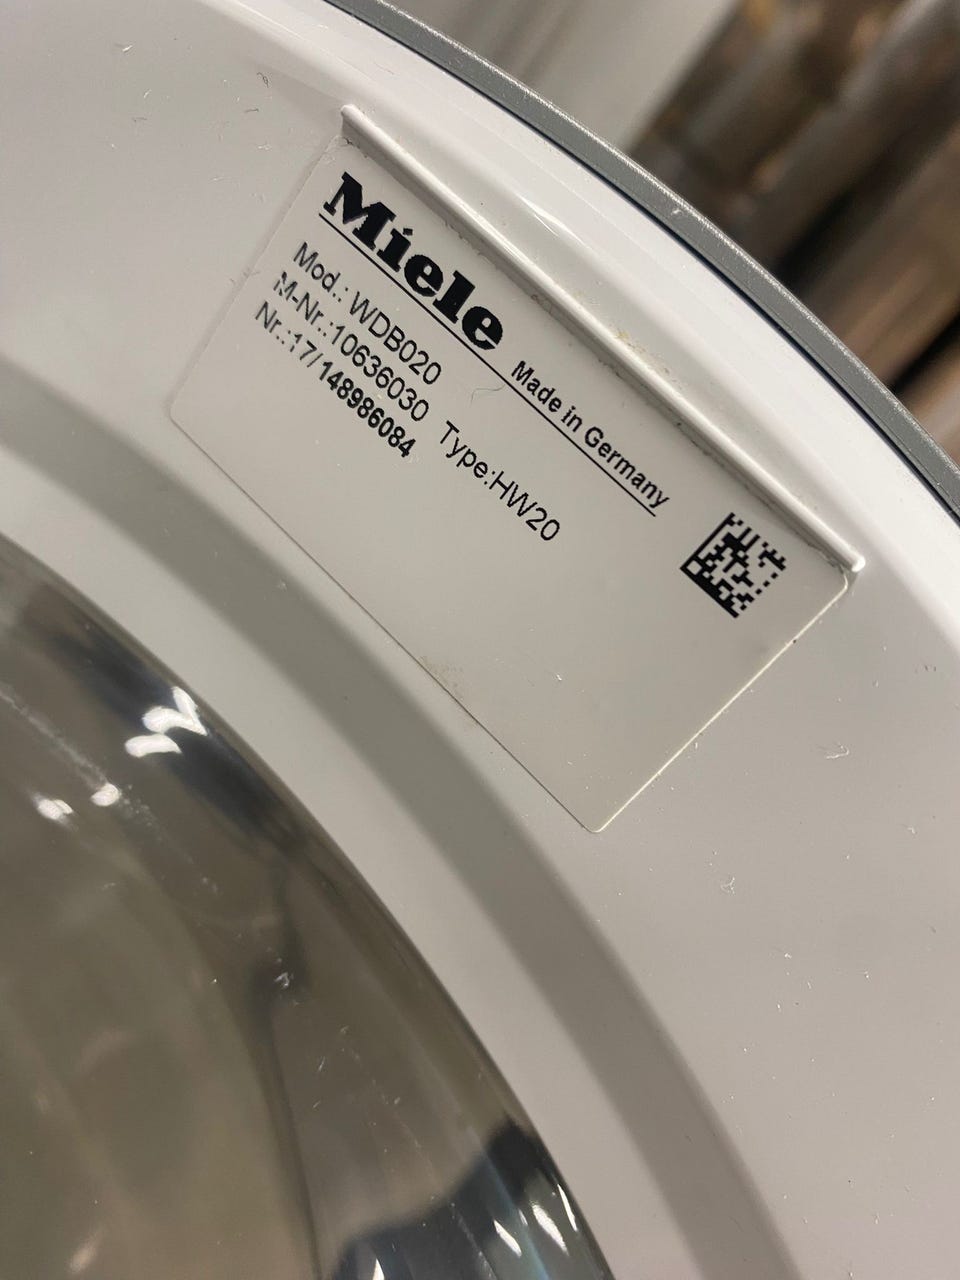 Miele
Made in Germany
Mod.: WDB020
M-Nr.:10636030 Type:HW20
Nr.:17/148986084